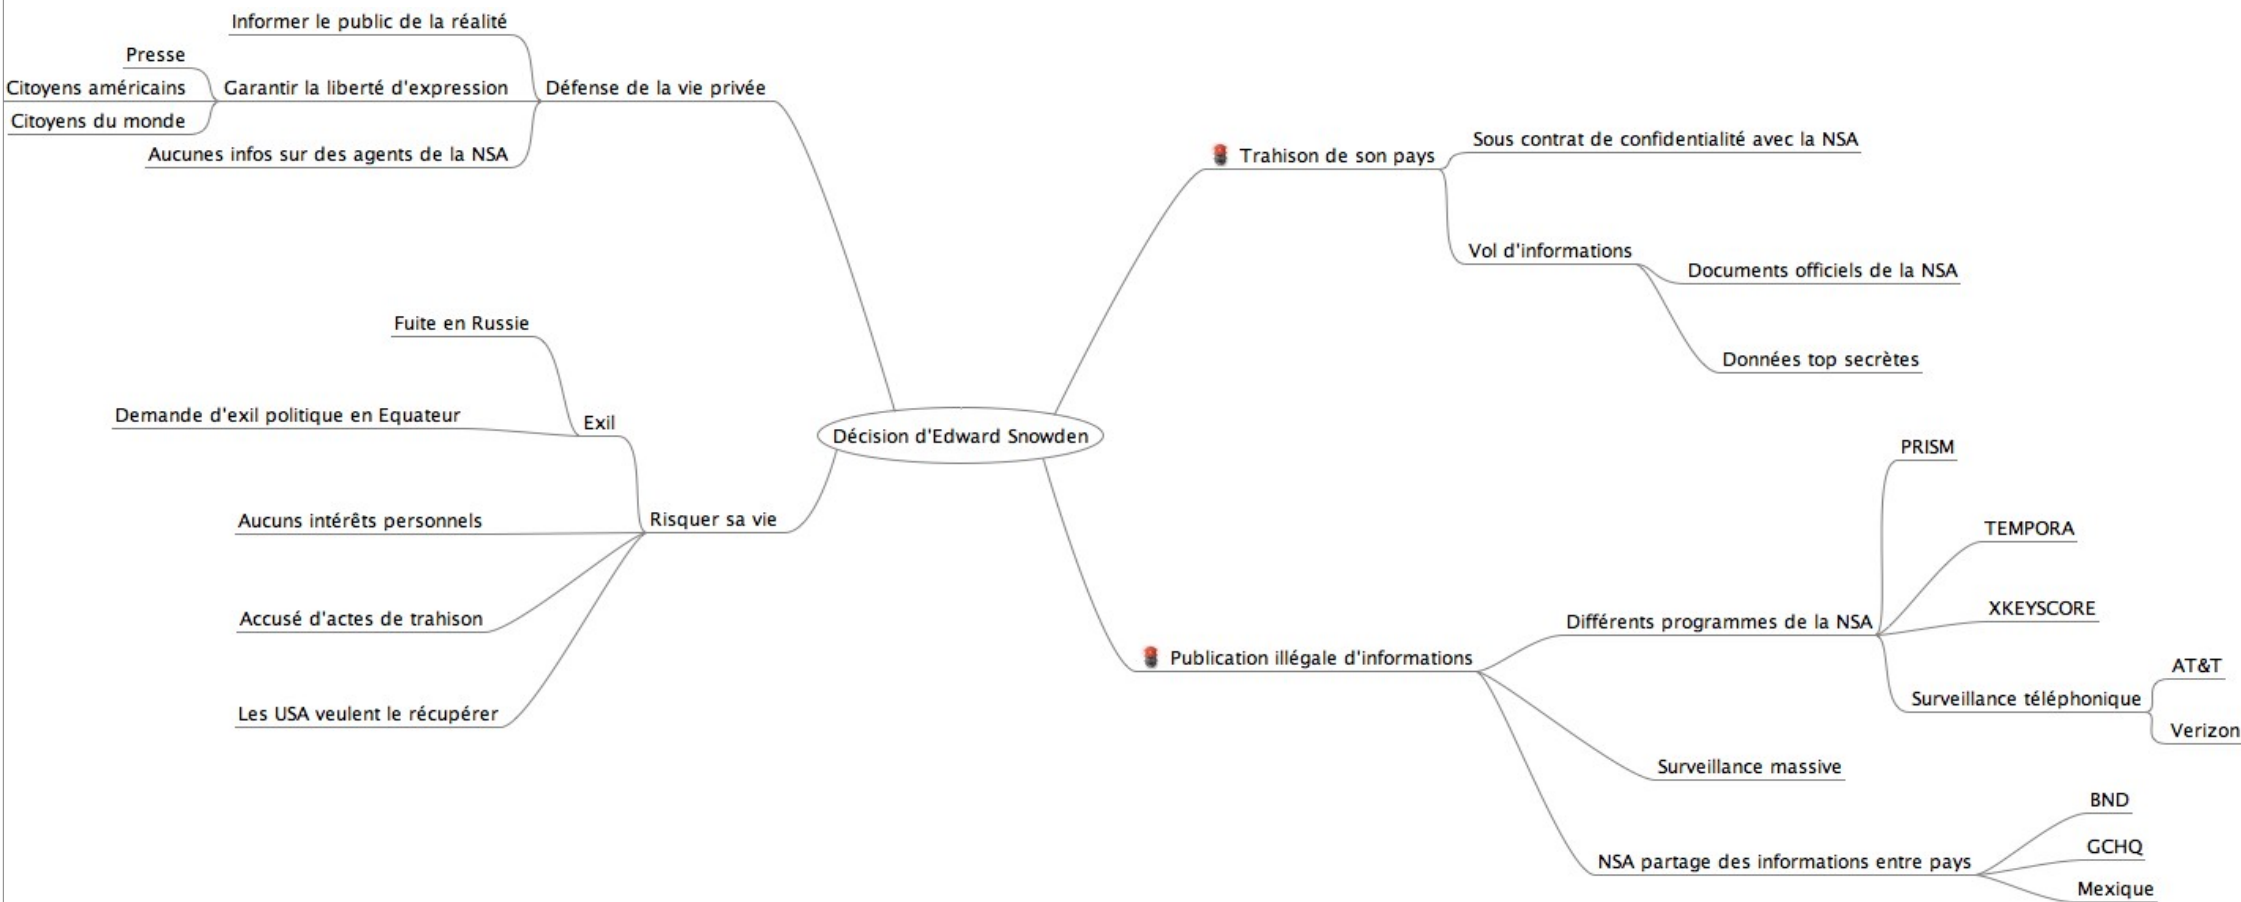 Informer le public de la réalité
Presse
Citoyens américains
Citoyens du monde
Garantir la liberté d'expression
Aucunes infos sur des agents de la NSA
Défense de la vie privée
Fuite en Russie
Demande d'exil politique en Equateur
Exil
Aucuns intérêts personnels
Accusé d'actes de trahison
Les USA veulent le récupérer
Risquer sa vie
Décision d'Edward Snowden
Trahison de son pays
Sous contrat de confidentialité avec la NSA
Vol d'informations
Documents officiels de la NSA
Données top secrètes
Publication illégale d'informations
Différents programmes de la NSA
PRISM
TEMPORA
XKEYSCORE
Surveillance téléphonique
AT&T
Verizon
Surveillance massive
NSA partage des informations entre pays
BND
GCHQ
Mexique